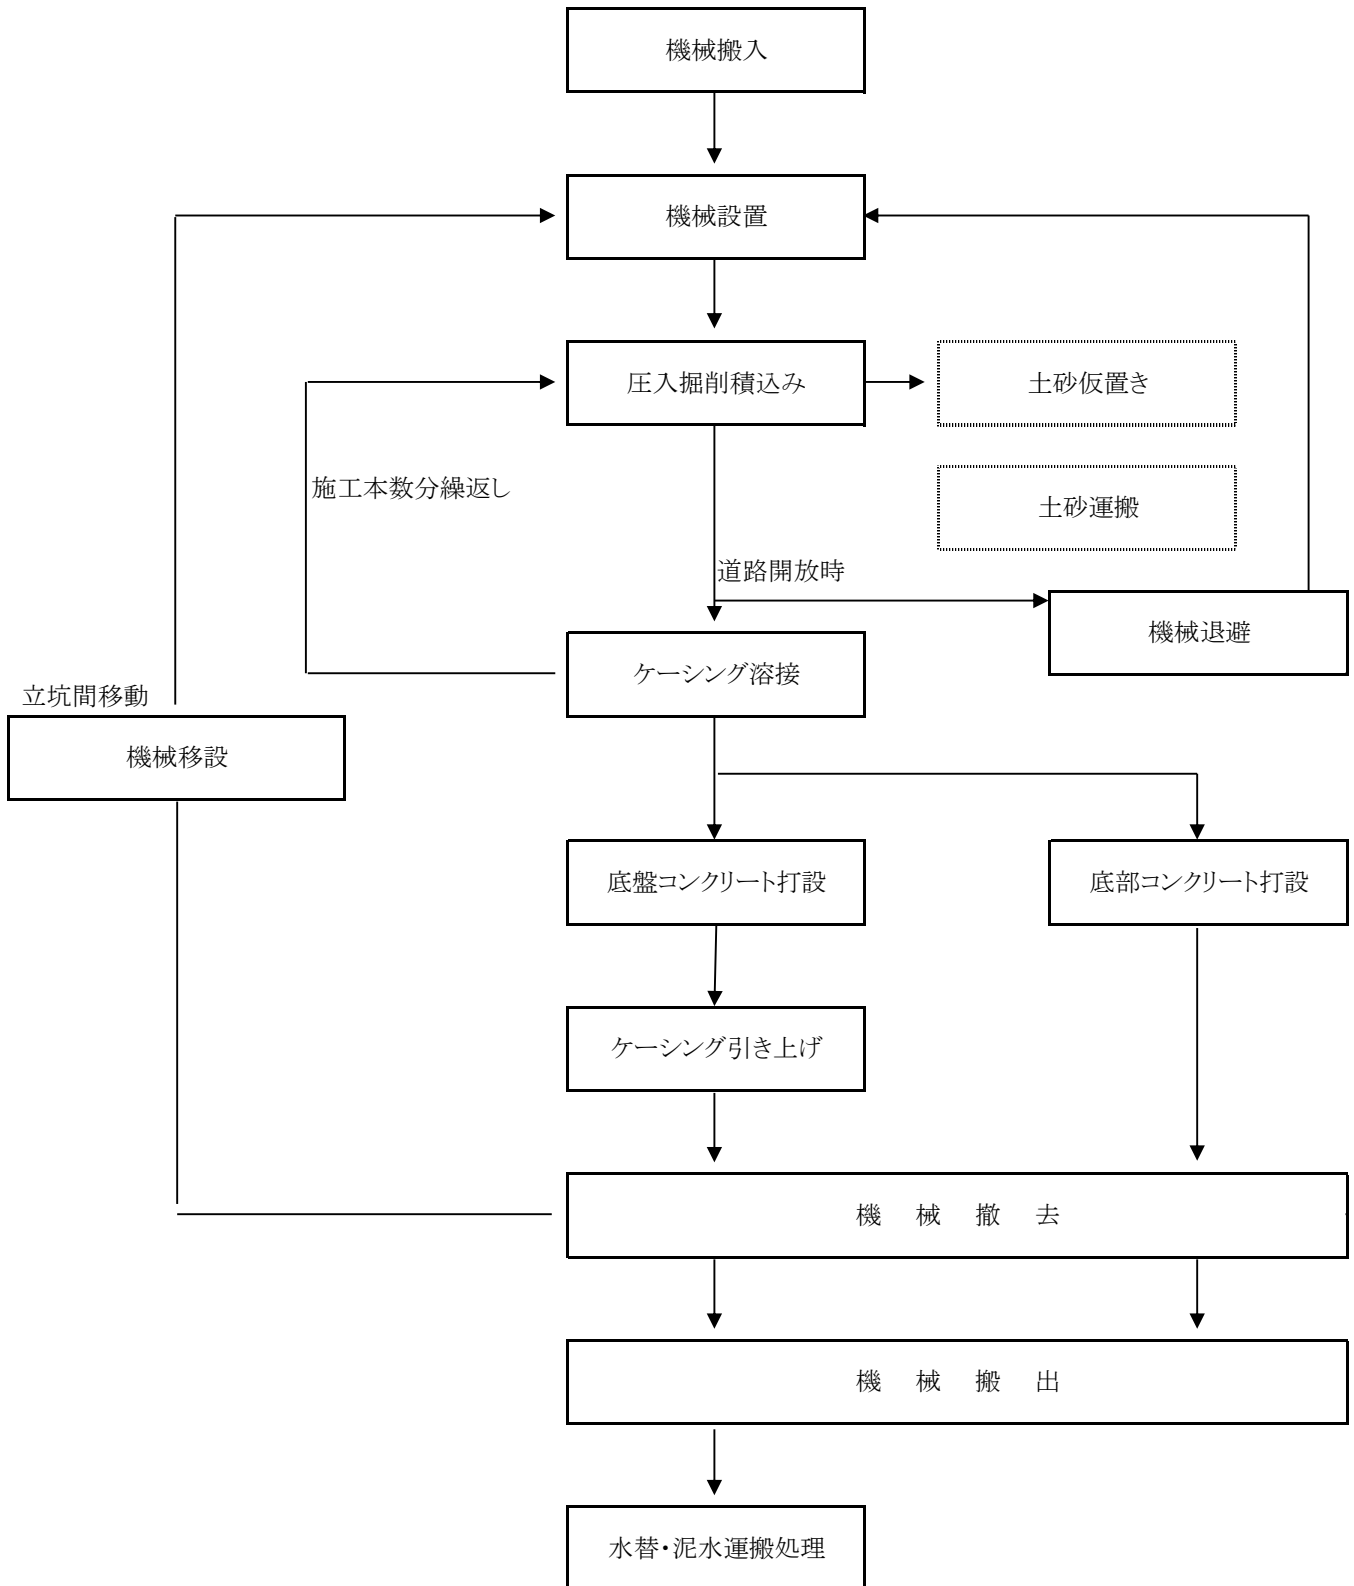 機械搬入
機械設置
圧入掘削積込み
土砂仮置き
施工本数分繰返し
土砂運搬
道路開放時
機械退避
ケーシング溶接
立坑間移動
機械移設
底盤コンクリート打設
底部コンクリート打設
ケーシング引き上げ
機 械 撤 去
機 械 搬 出
水替・泥水運搬処理